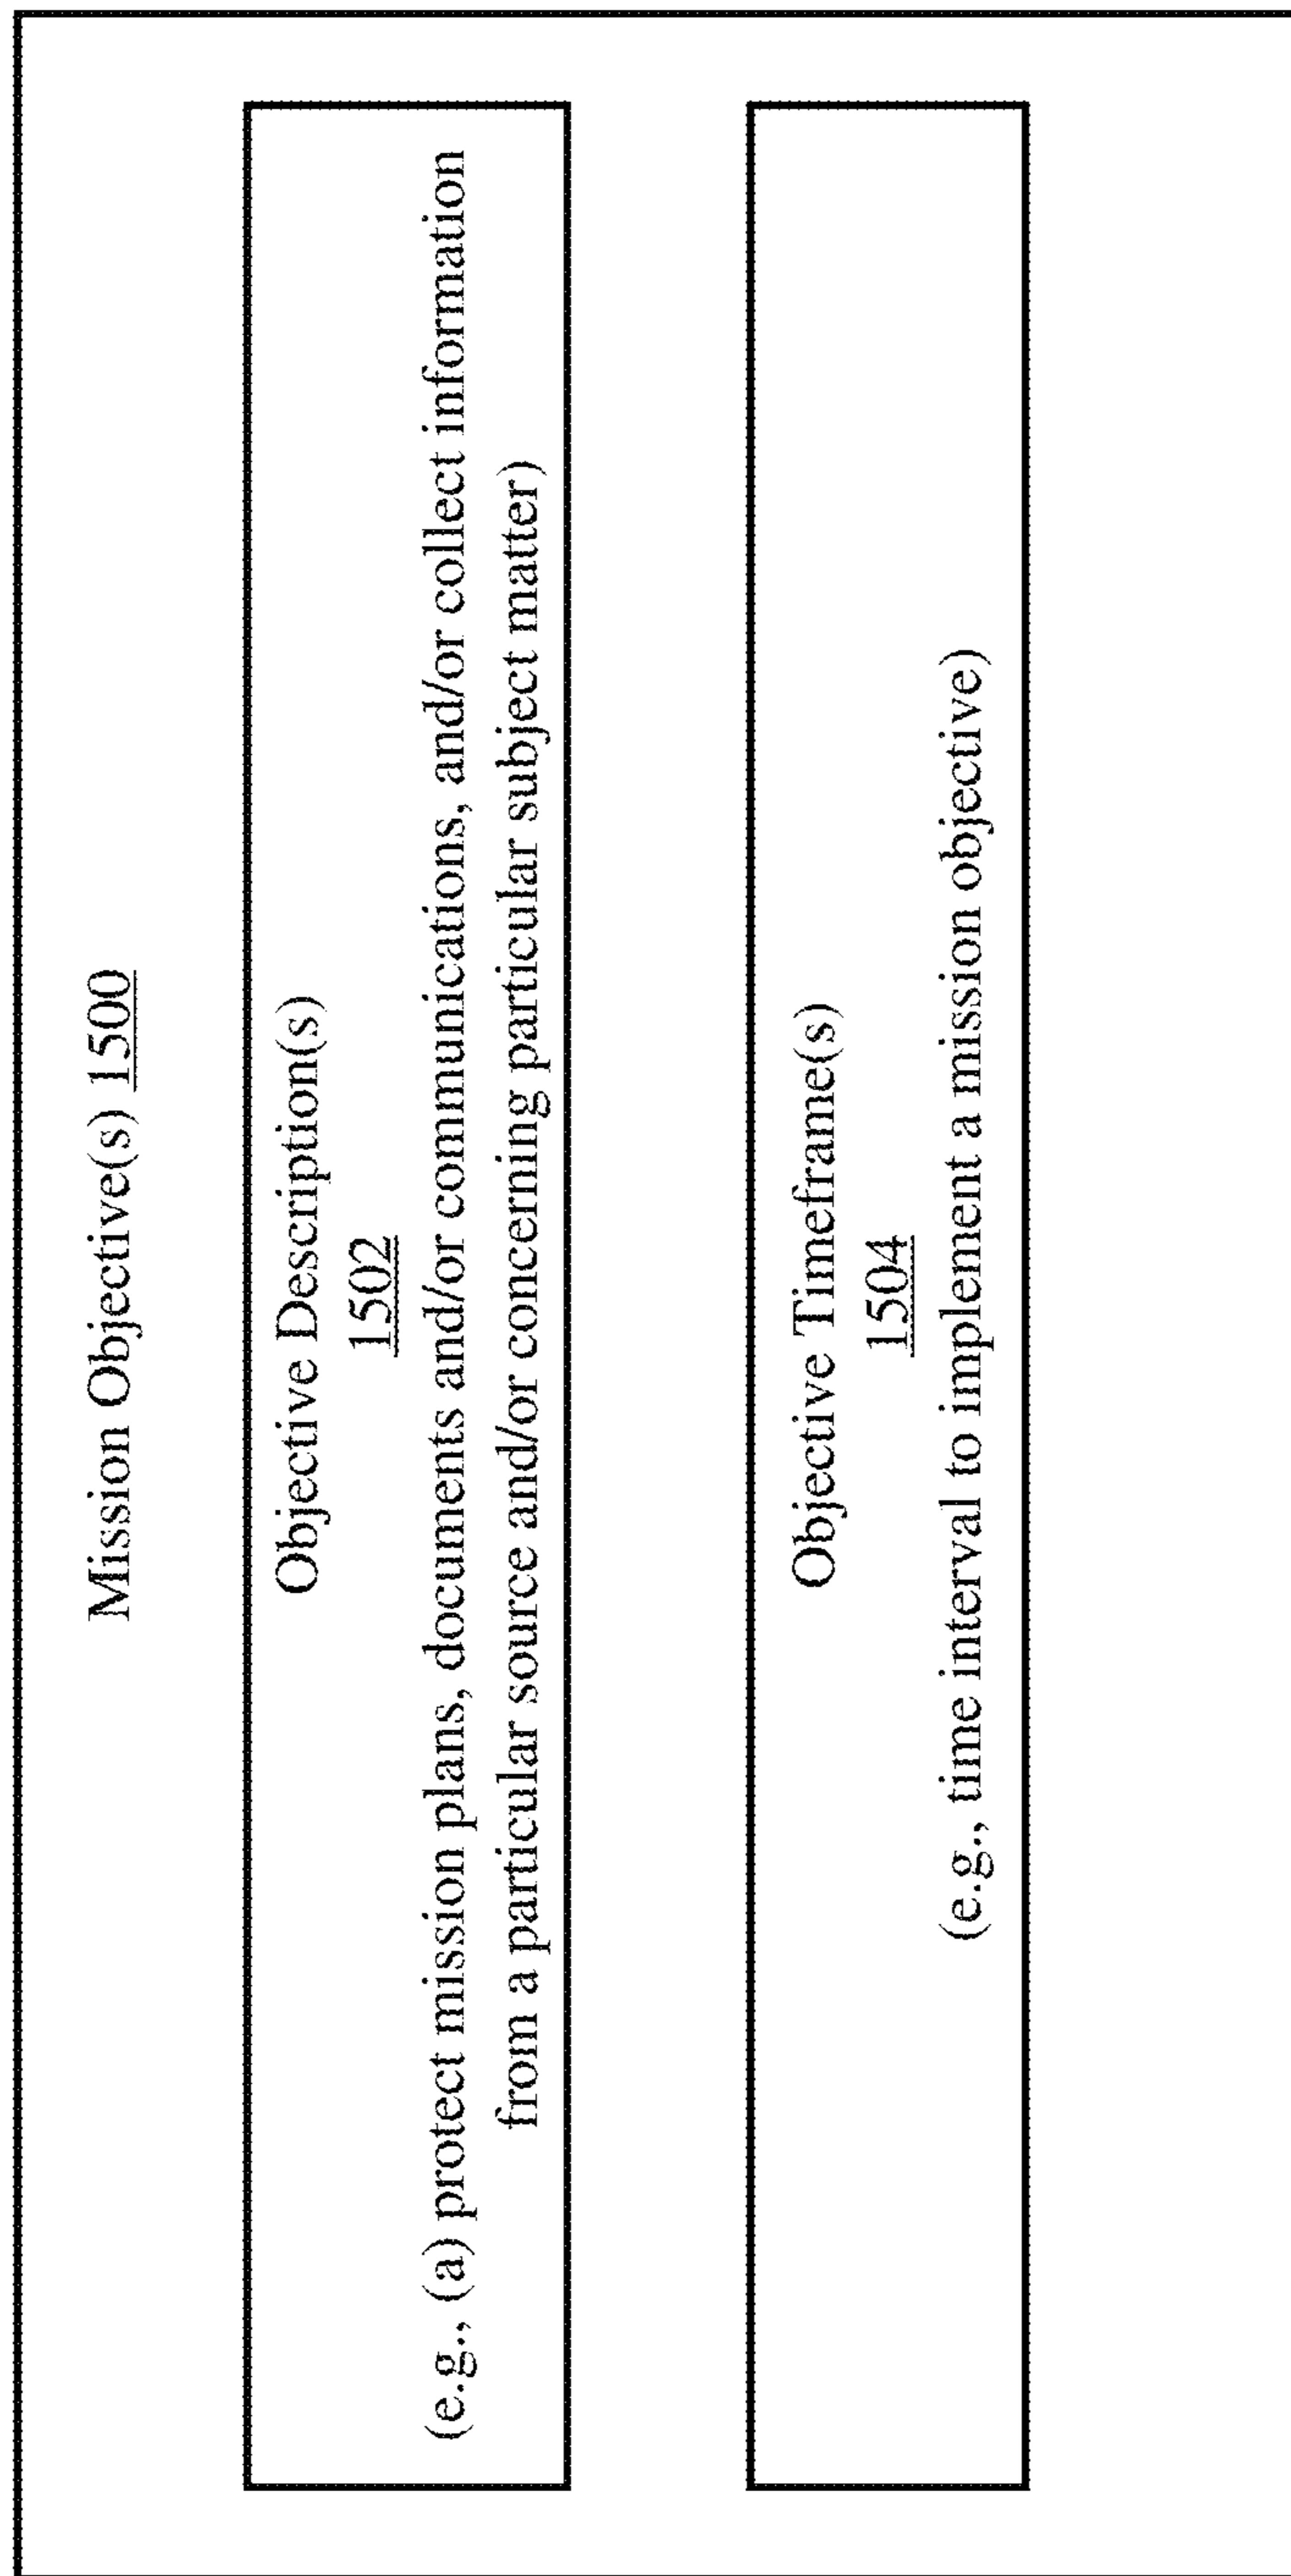 Mission Objective(s) 1500
Objective Description(s)
1502
(e.g., (a) protect mission plans, documents and/or communications, and/or collect information
from a particular source and/or concerning particular subject matter)
Objective Timeframe(s)
1504
(e.g., time interval to implement a mission objective)